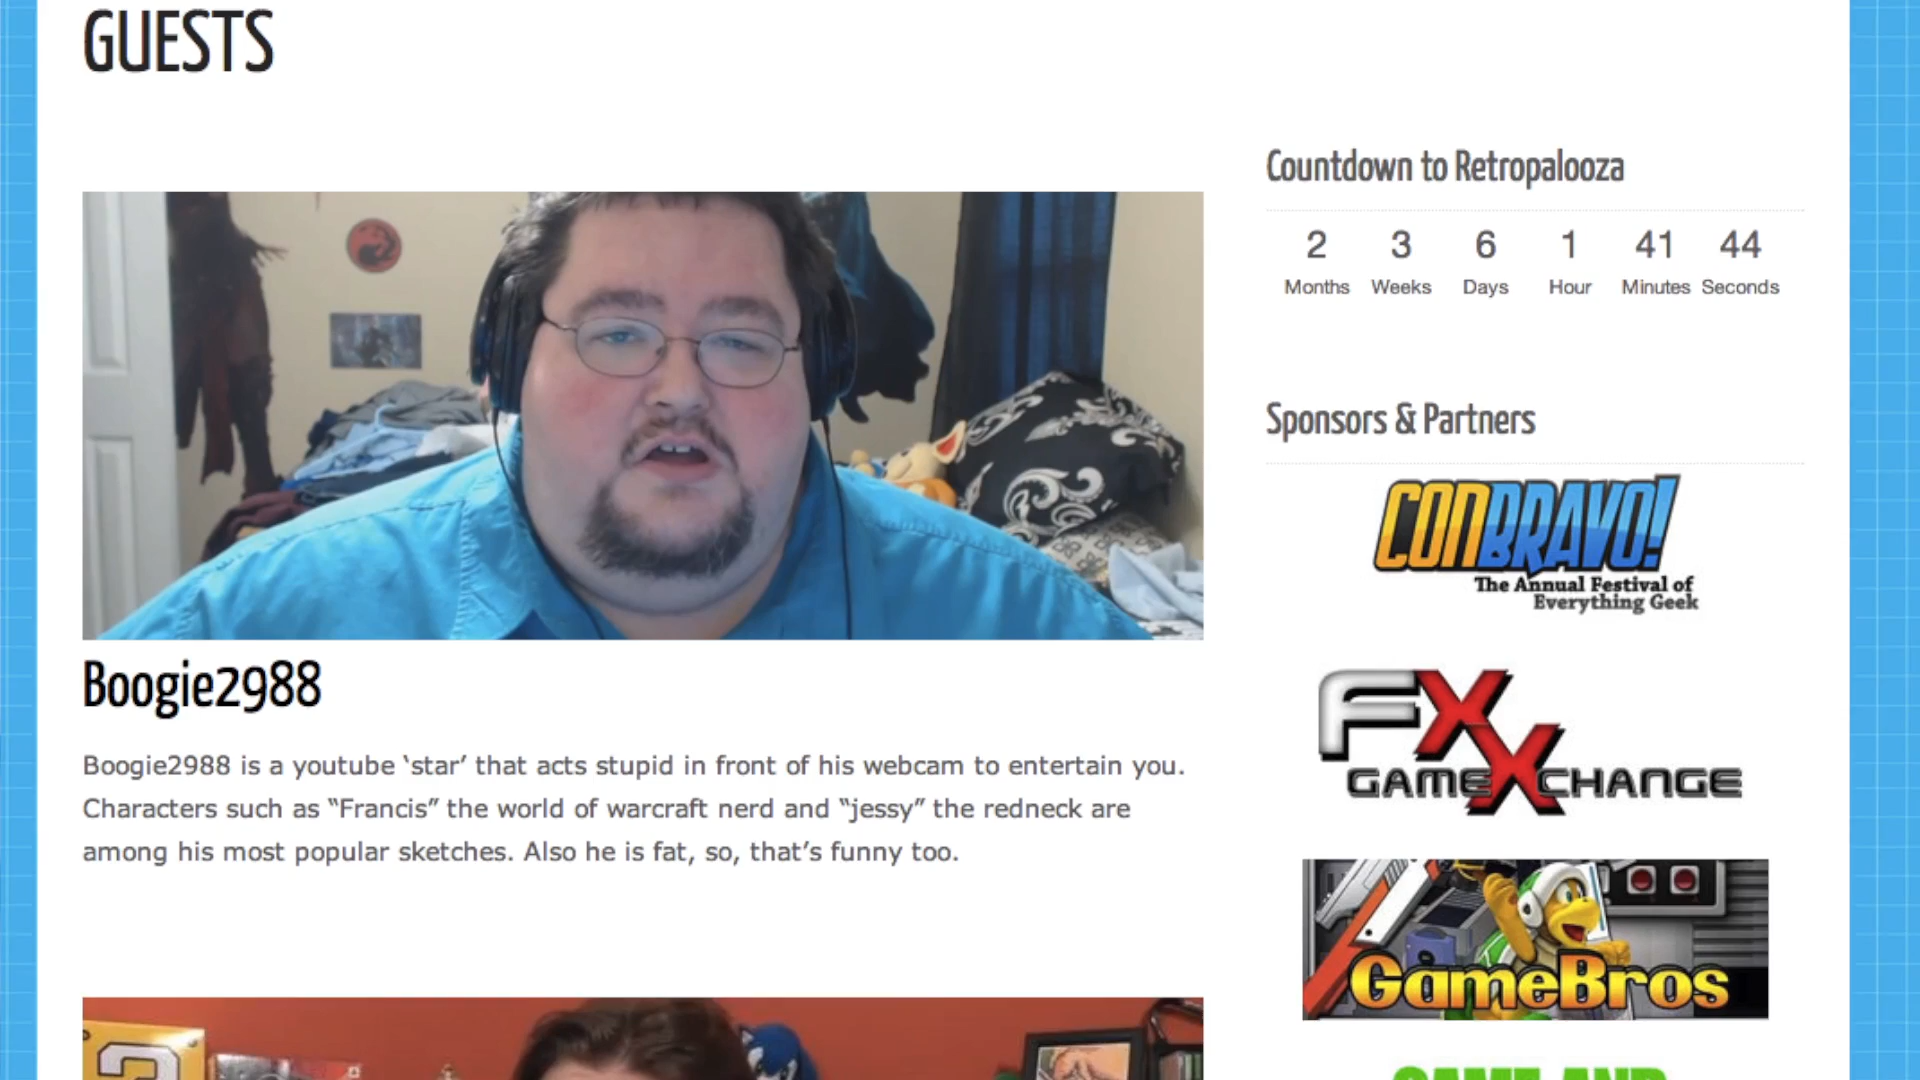 GUESTS
Boogie2988
Boogie2988 is a youtube ‘star’ that acts stupid in front of his webcam to entertain you.
Characters such as “Francis” the world of warcraft nerd and “jessy” the redneck are
among his most popular sketches. Also he is fat, so, that’s funny too.
Countdown to Retropalooza
2 3 6 1 41 44
Months Weeks Days Hour Minutes Seconds
Sponsors & Partners
CONBRAVO!
The Annual Festival of
Everything Geek
FX
GAMEXCHANGE
GameBros
GAME AND